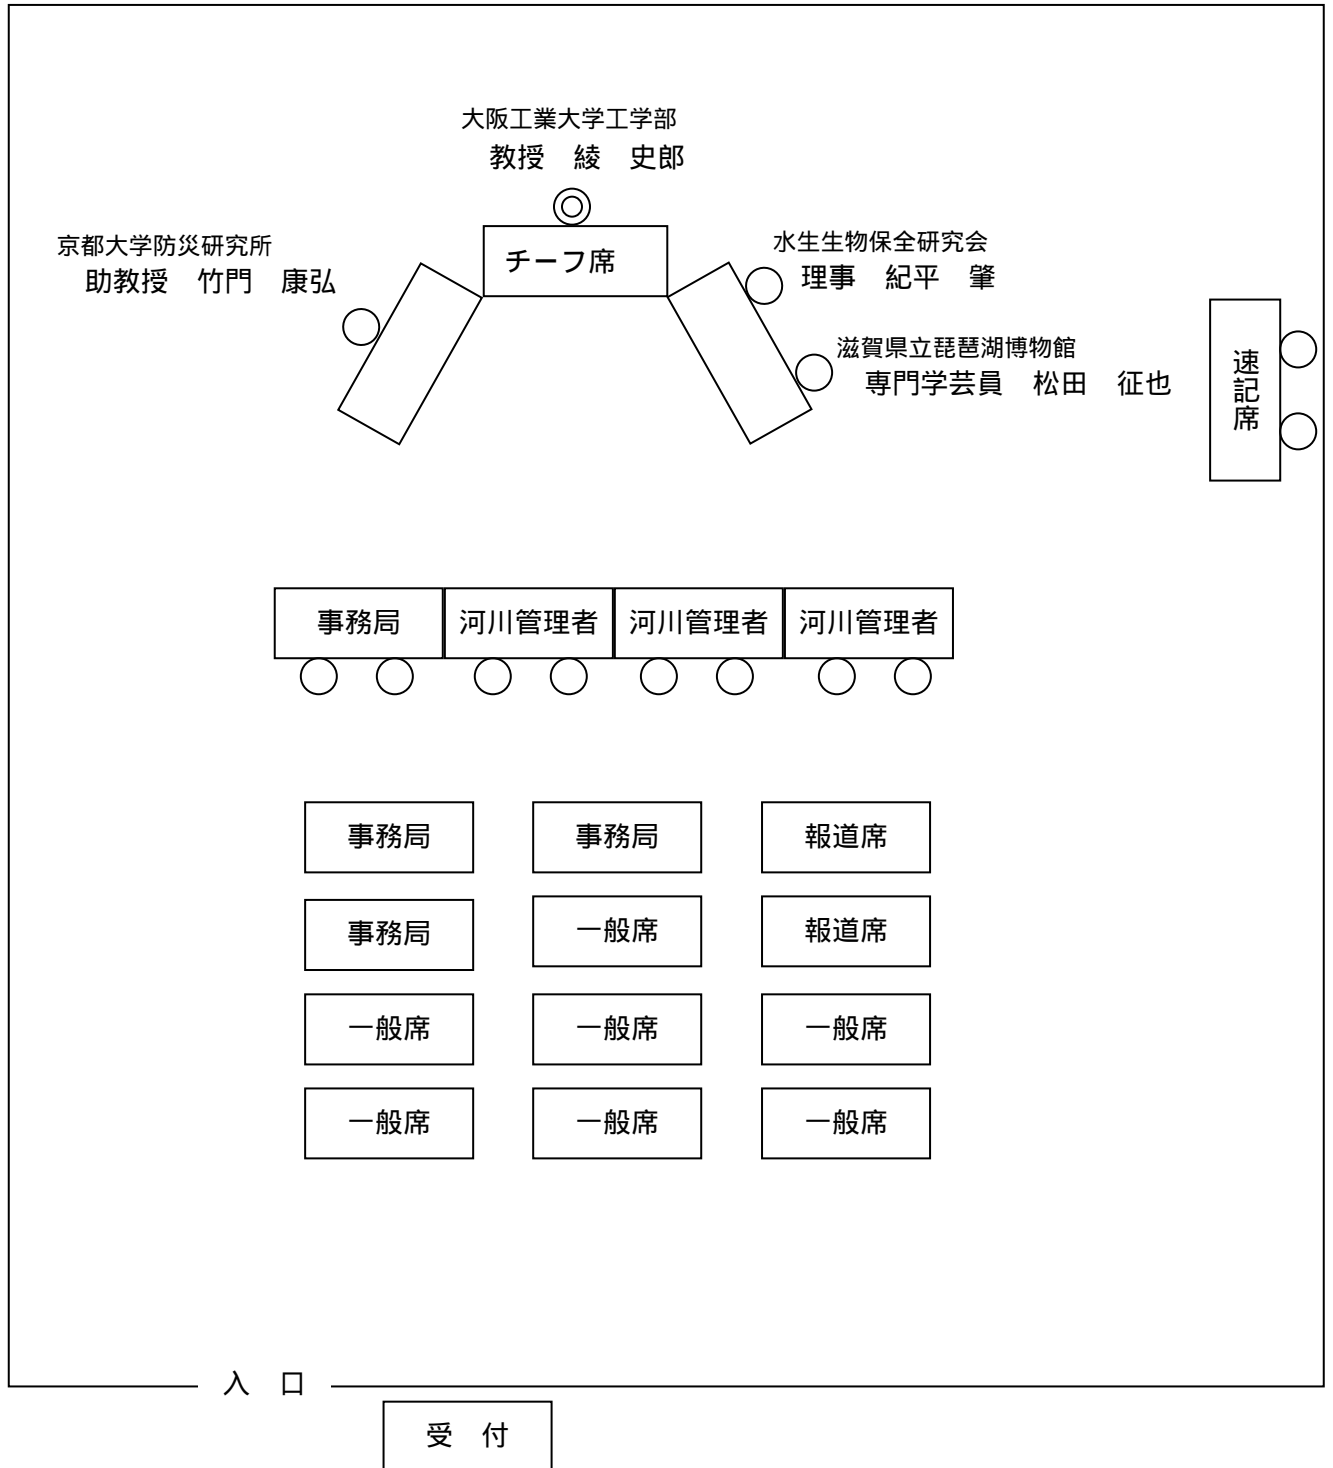 大阪工業大学工学部
教授　綾　史郎
京都大学防災研究所
助教授　竹門　康弘
チーフ席
水生生物保全研究会
理事　紀平　肇
滋賀県立琵琶湖博物館
専門学芸員　松田　征也
速記席
事務局　河川管理者　河川管理者　河川管理者
事務局　事務局　報道席
事務局　一般席　報道席
一般席　一般席　一般席
一般席　一般席　一般席
入　口
受　付